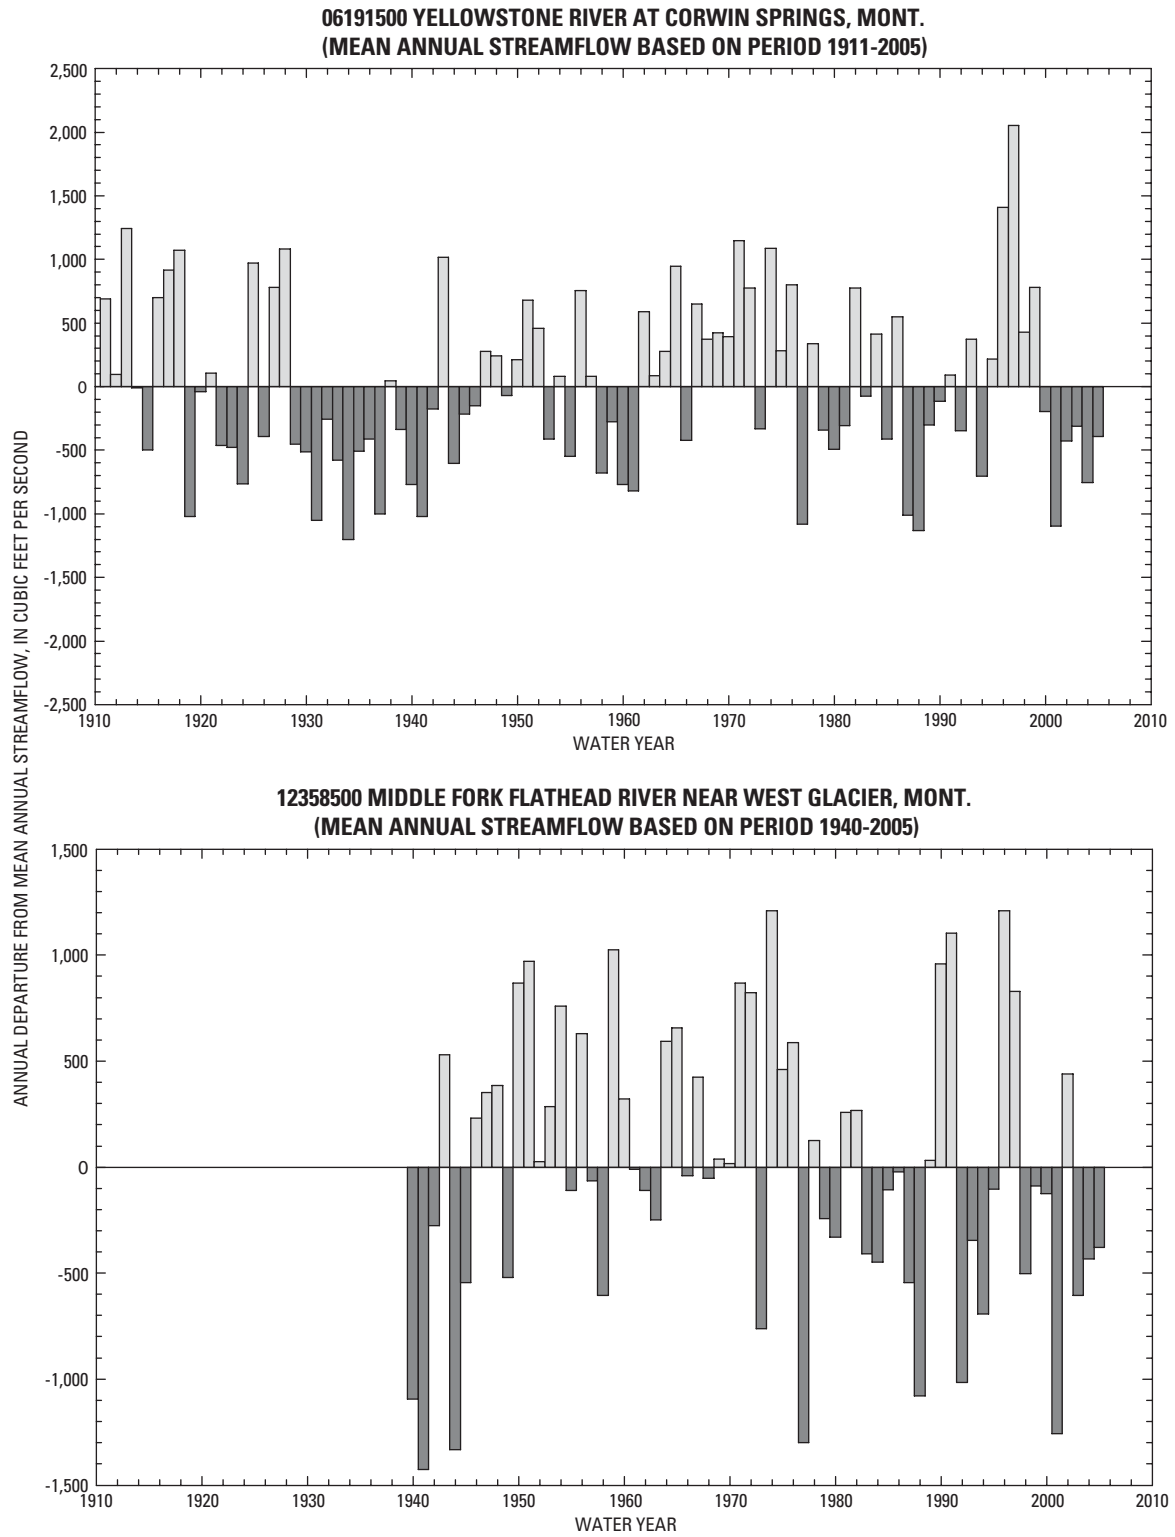 06191500 YELLOWSTONE RIVER AT CORWIN SPRINGS, MONT.
(MEAN ANNUAL STREAMFLOW BASED ON PERIOD 1911-2005)
2,500
2,000
1,500
1,000
500
0
-500
-1,000
-1,500
-2,000
-2,500
1910 1920 1930 1940 1950 1960 1970 1980 1990 2000 2010
WATER YEAR
ANNUAL DEPARTURE FROM MEAN ANNUAL STREAMFLOW, IN CUBIC FEET PER SECOND
12358500 MIDDLE FORK FLATHEAD RIVER NEAR WEST GLACIER, MONT.
(MEAN ANNUAL STREAMFLOW BASED ON PERIOD 1940-2005)
1,500
1,000
500
0
-500
-1,000
-1,500
1910 1920 1930 1940 1950 1960 1970 1980 1990 2000 2010
WATER YEAR